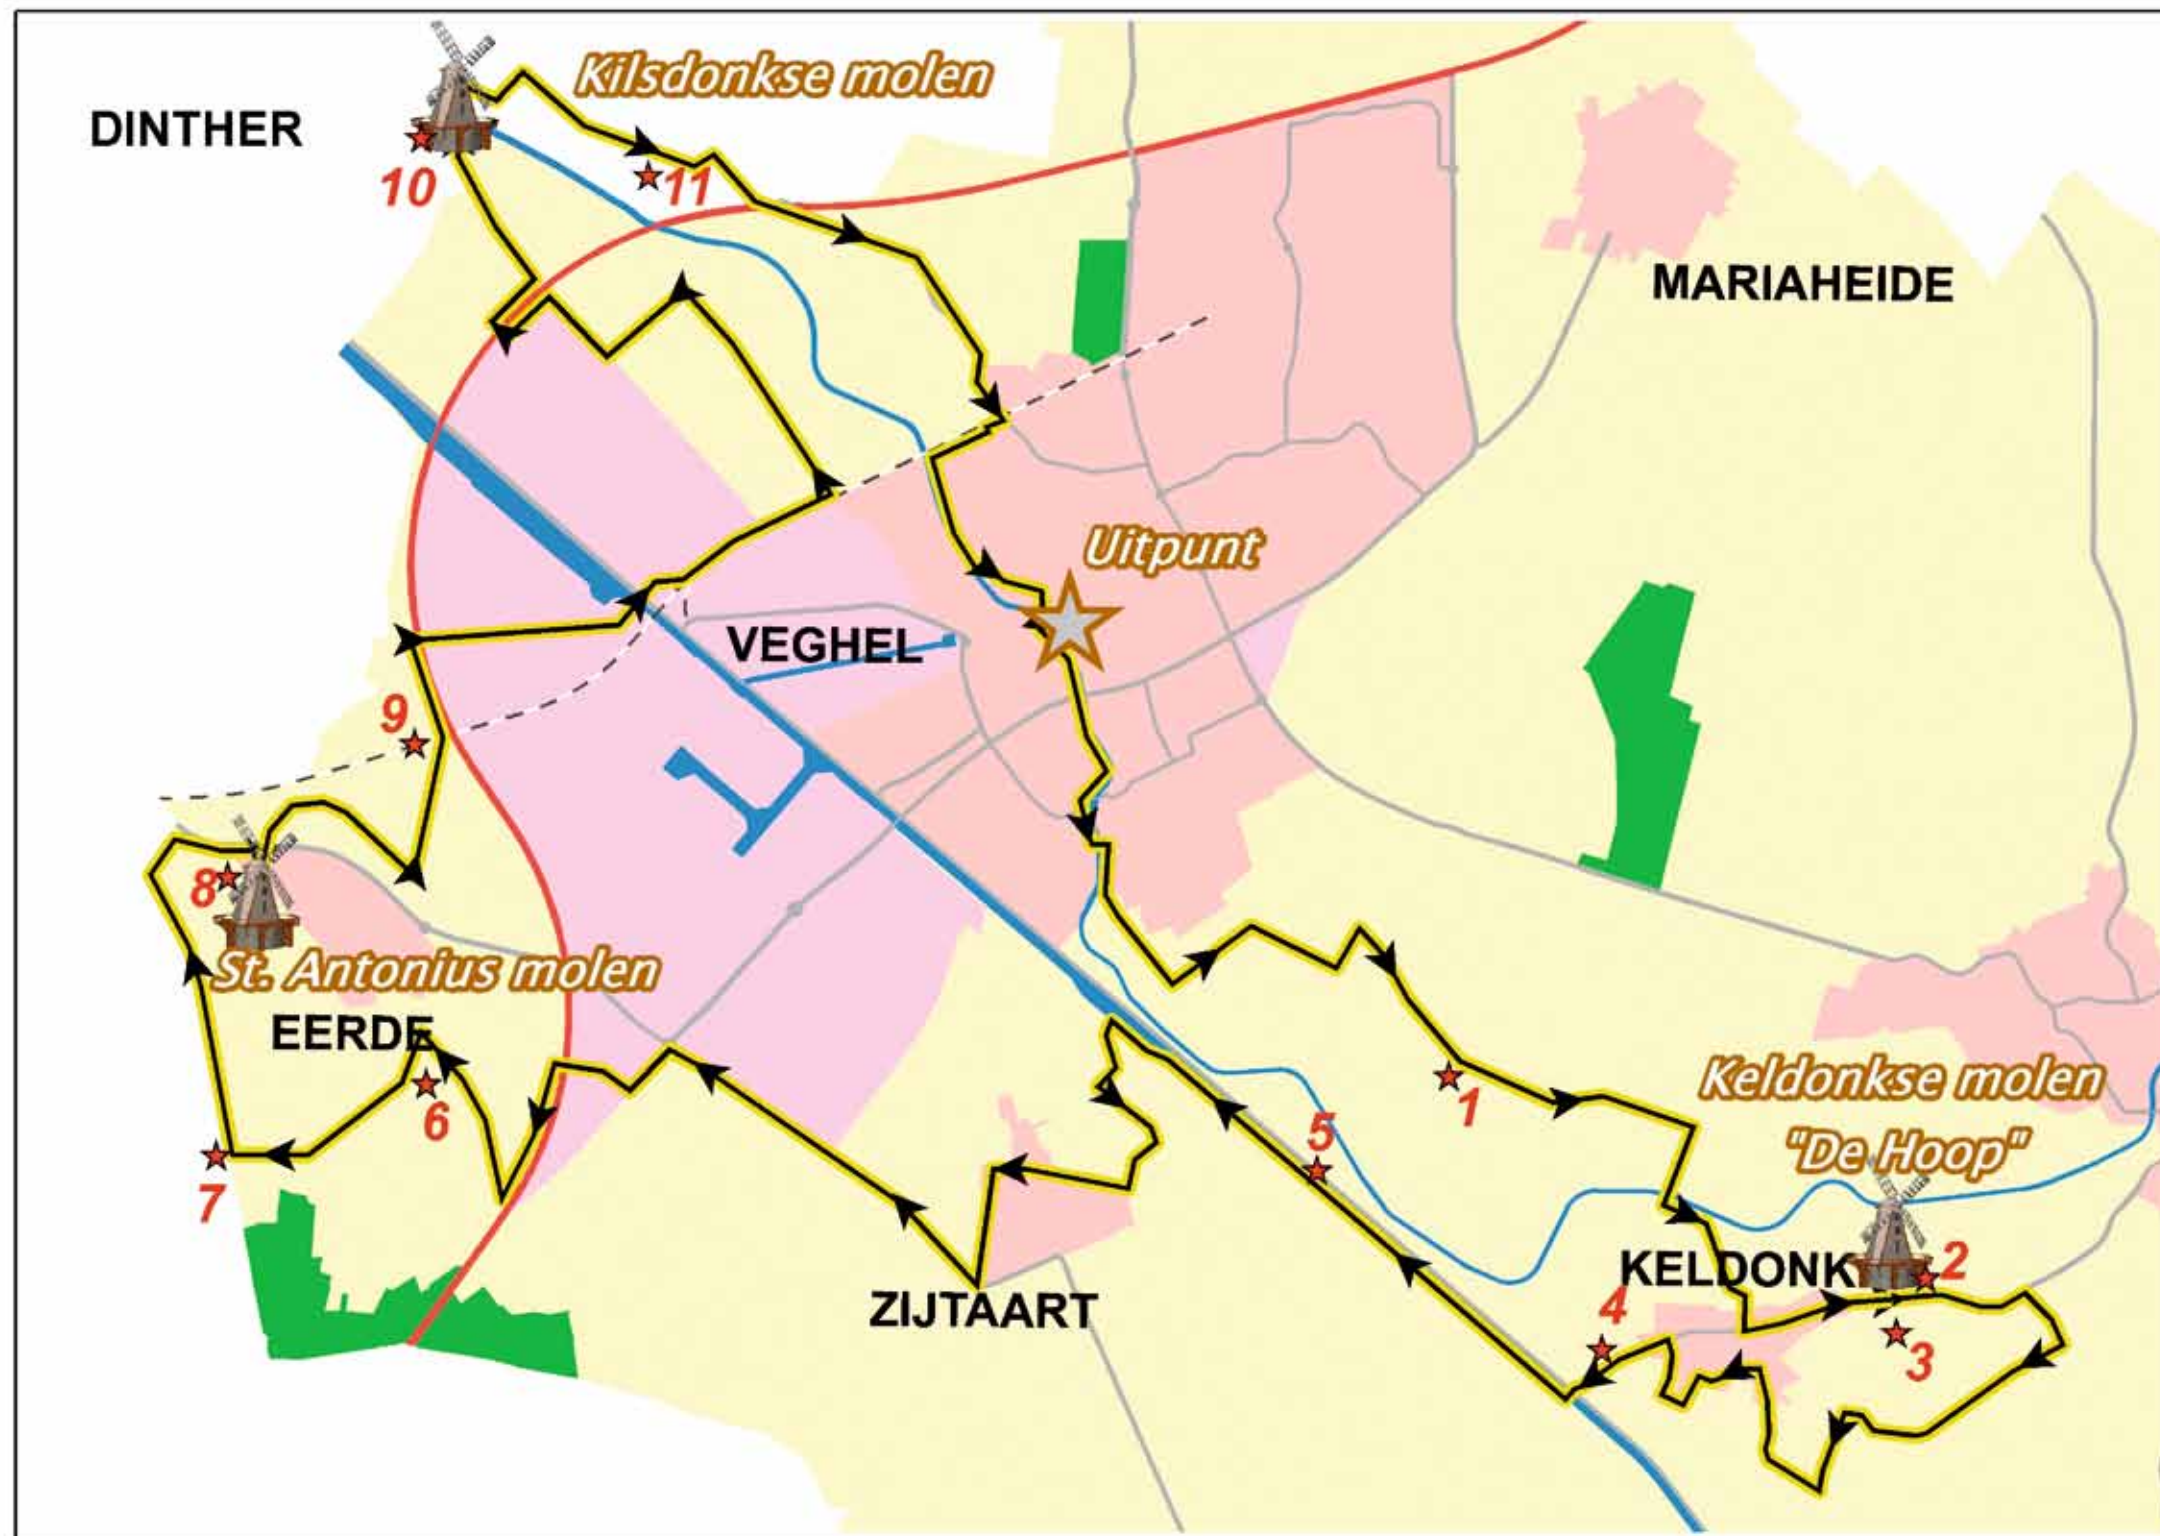 Kilsdonkse molen
DINTHER
10
11
MARIAHEIDE
Uitpunt
VEGHEL
9
8
St. Antonius molen
EERDE
6
7
Keldonkse molen
"De Hoop"
1
5
KELDONK
2
4
3
ZIJTAART